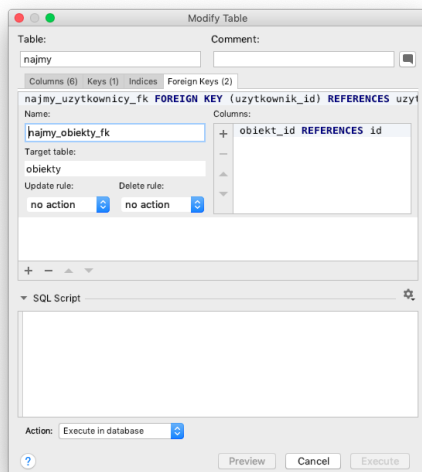 Modify Table
Table:
Comment:
najmy
Columns (6) Keys (1) Indices Foreign Keys (2)
najmy_uzytkownicy_fk FOREIGN KEY (uzytkownik_id) REFERENCES uzyt
Name:
Columns:
najmy_obiekty_fk
obiekt_id REFERENCES id
Target table:
obiekty
Update rule:
Delete rule:
no action
no action
SQL Script
Action:
Execute in database
? Preview Cancel Execute